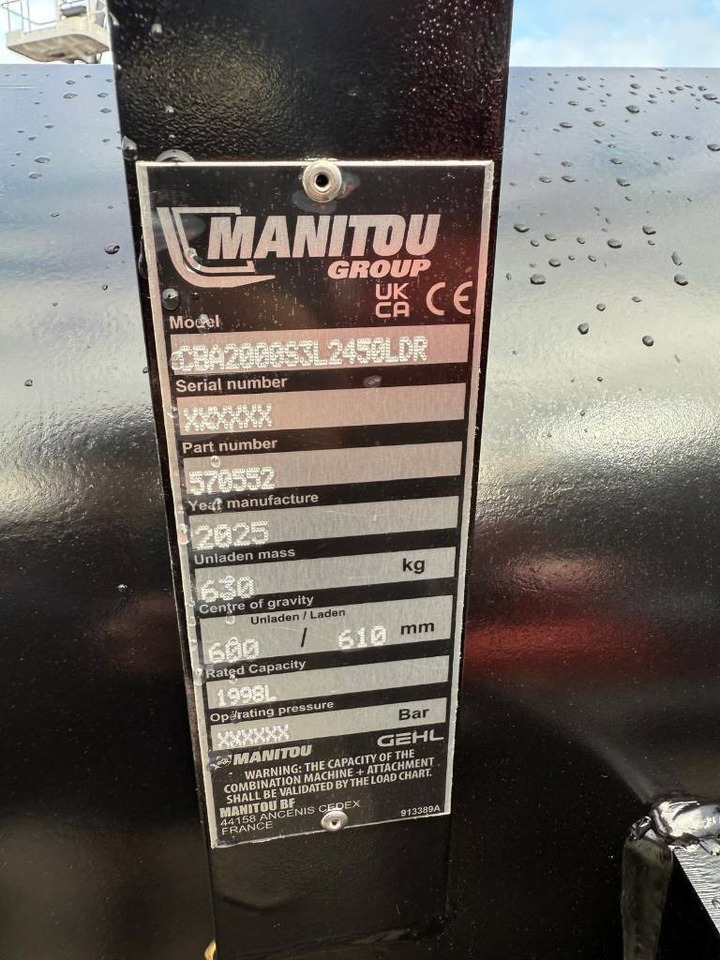 MANITOU
GROUP
UK
CA CE
Model
CBA2000S3L2450LDR
Serial number
XXXXXX
Part number
570552
Year manufacture
2025
Unladen mass
630 kg
Centre of gravity
Unladen / Laden
600 / 610 mm
Rated Capacity
1998L
Operating pressure
XXXXXX Bar
MANITOU GEHL
WARNING: THE CAPACITY OF THE
COMBINATION MACHINE + ATTACHMENT
SHALL BE VALIDATED BY THE LOAD CHART.
MANITOU BF
44158 ANCENIS CEDEX
FRANCE 913389A